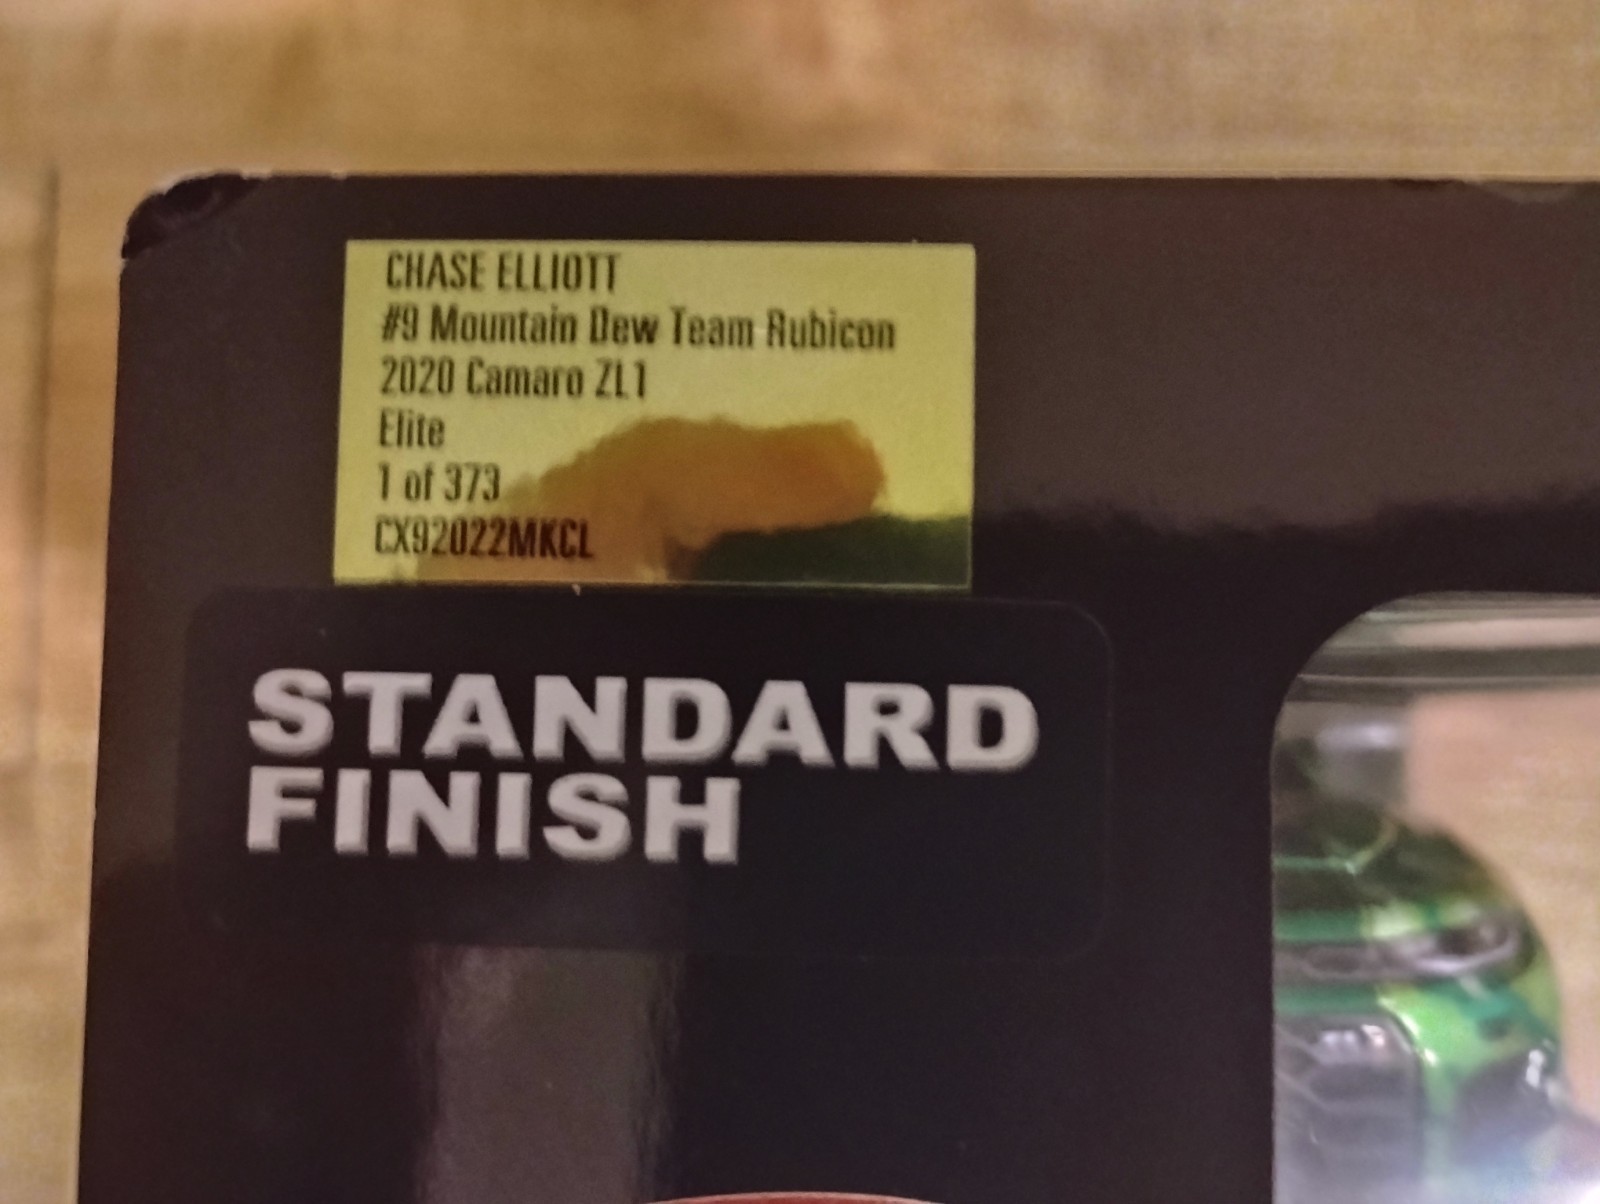 CHASE ELLIOTT
#9 Mountain Dew Team Rubicon
2020 Camaro ZL1
Elite
1 of 373
CX92022MKCL
STANDARD
FINISH